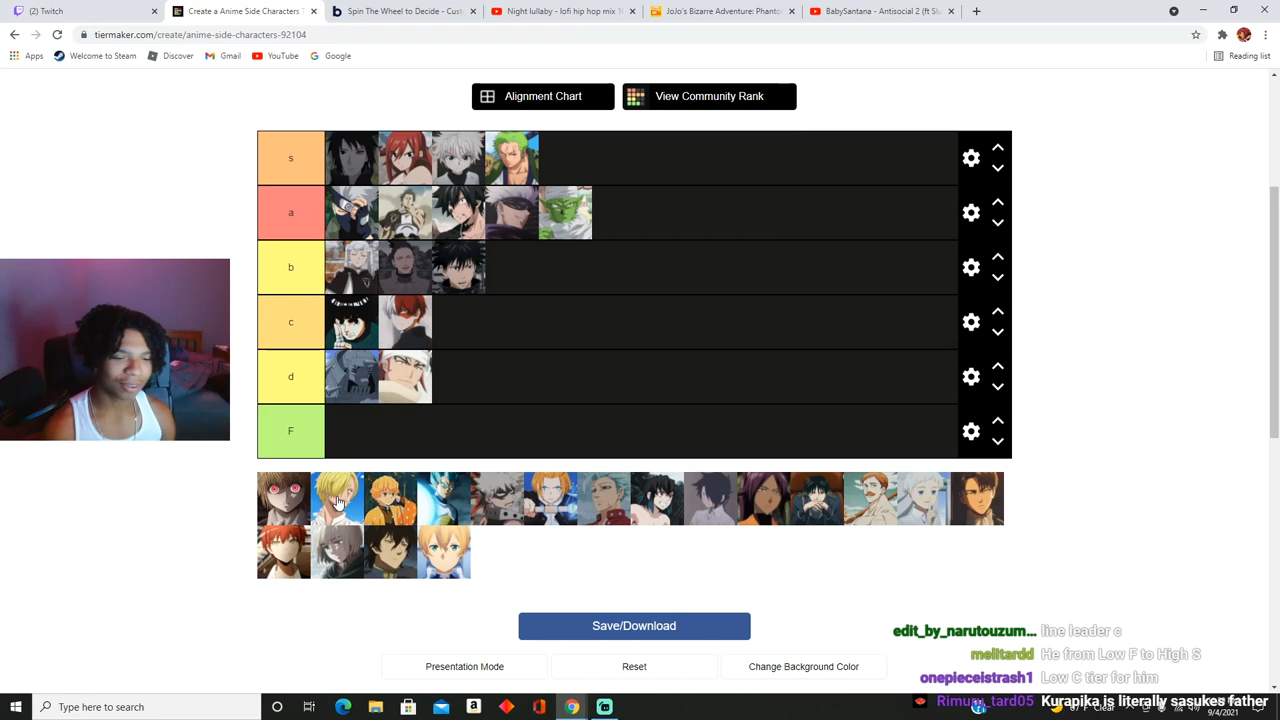 (2) Twitch
Create a Anime Side Characters T
Spin The Wheel to Decide - Cust
Night lullaby - lofi hip hop mix 1
JoJo's Bizarre Adventure: Phanto
BabySantana - Antisocial 2 (ft Sl
tiermaker.com/create/anime-side-characters-92104
Apps
Welcome to Steam
Discover
Gmail
YouTube
Google
Reading list
Alignment Chart
View Community Rank
s
a
b
c
d
F
Save/Download
Presentation Mode
Reset
Change Background Color
edit_by_narutouzum... line leader c
melitardd He from Low F to High S
onepieceistrash1 Low C tier for him
Rimuru_tard05 Kurapika is literally sasukes father
Type here to search
9/4/2021